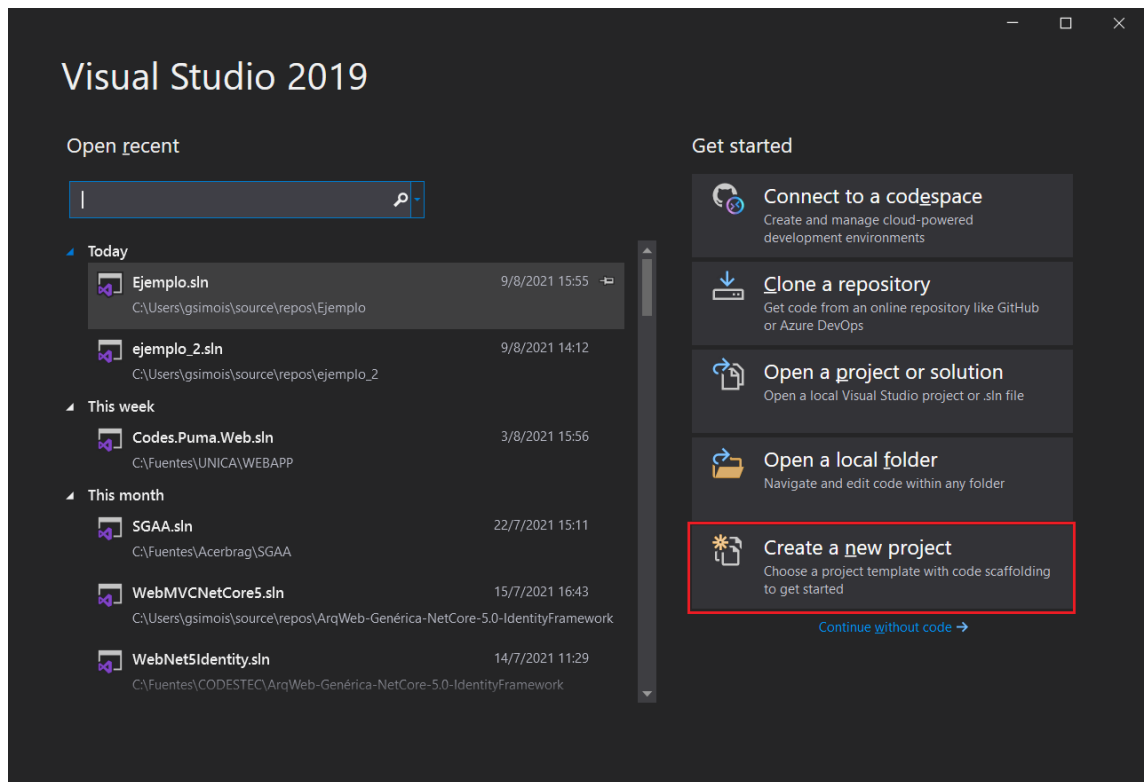 Visual Studio 2019
Open recent
Today
Ejemplo.sln 9/8/2021 15:55
C:\Users\gsimois\source\repos\Ejemplo
ejemplo_2.sln 9/8/2021 14:12
C:\Users\gsimois\source\repos\ejemplo_2
This week
Codes.Puma.Web.sln 3/8/2021 15:56
C:\Fuentes\UNICA\WEBAPP
This month
SGAA.sln 22/7/2021 15:11
C:\Fuentes\Acerbrag\SGAA
WebMVCNetCore5.sln 15/7/2021 16:43
C:\Users\gsimois\source\repos\ArqWeb-Genérica-NetCore-5.0-IdentityFramework
WebNet5Identity.sln 14/7/2021 11:29
C:\Fuentes\CODESTEC\ArqWeb-Genérica-NetCore-5.0-IdentityFramework
Get started
Connect to a codespace
Create and manage cloud-powered
development environments
Clone a repository
Get code from an online repository like GitHub
or Azure DevOps
Open a project or solution
Open a local Visual Studio project or .sln file
Open a local folder
Navigate and edit code within any folder
Create a new project
Choose a project template with code scaffolding
to get started
Continue without code →